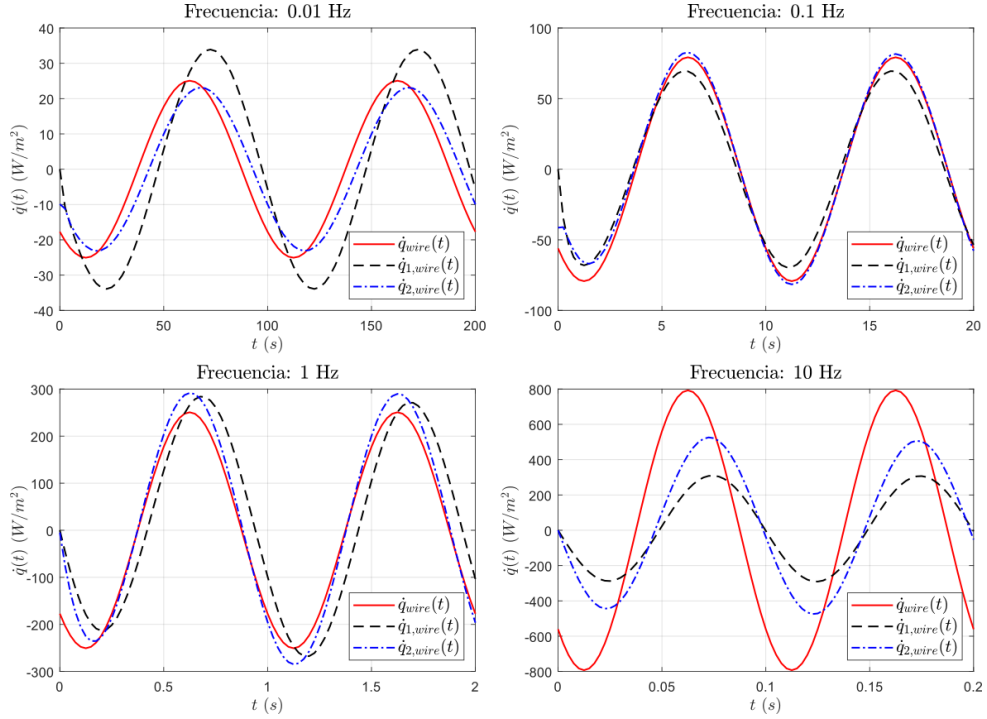 Frecuencia: 0.01 Hz
40
30
20
10
0
-10
-20
-30
-40
q̇(t) (W/m²)
0
50
100
150
200
t (s)
q̇wire(t)
q̇1,wire(t)
q̇2,wire(t)
Frecuencia: 0.1 Hz
100
50
0
-50
-100
q̇(t) (W/m²)
0
5
10
15
20
t (s)
q̇wire(t)
q̇1,wire(t)
q̇2,wire(t)
Frecuencia: 1 Hz
300
200
100
0
-100
-200
-300
q̇(t) (W/m²)
0
0.5
1
1.5
2
t (s)
q̇wire(t)
q̇1,wire(t)
q̇2,wire(t)
Frecuencia: 10 Hz
800
600
400
200
0
-200
-400
-600
-800
q̇(t) (W/m²)
0
0.05
0.1
0.15
0.2
t (s)
q̇wire(t)
q̇1,wire(t)
q̇2,wire(t)